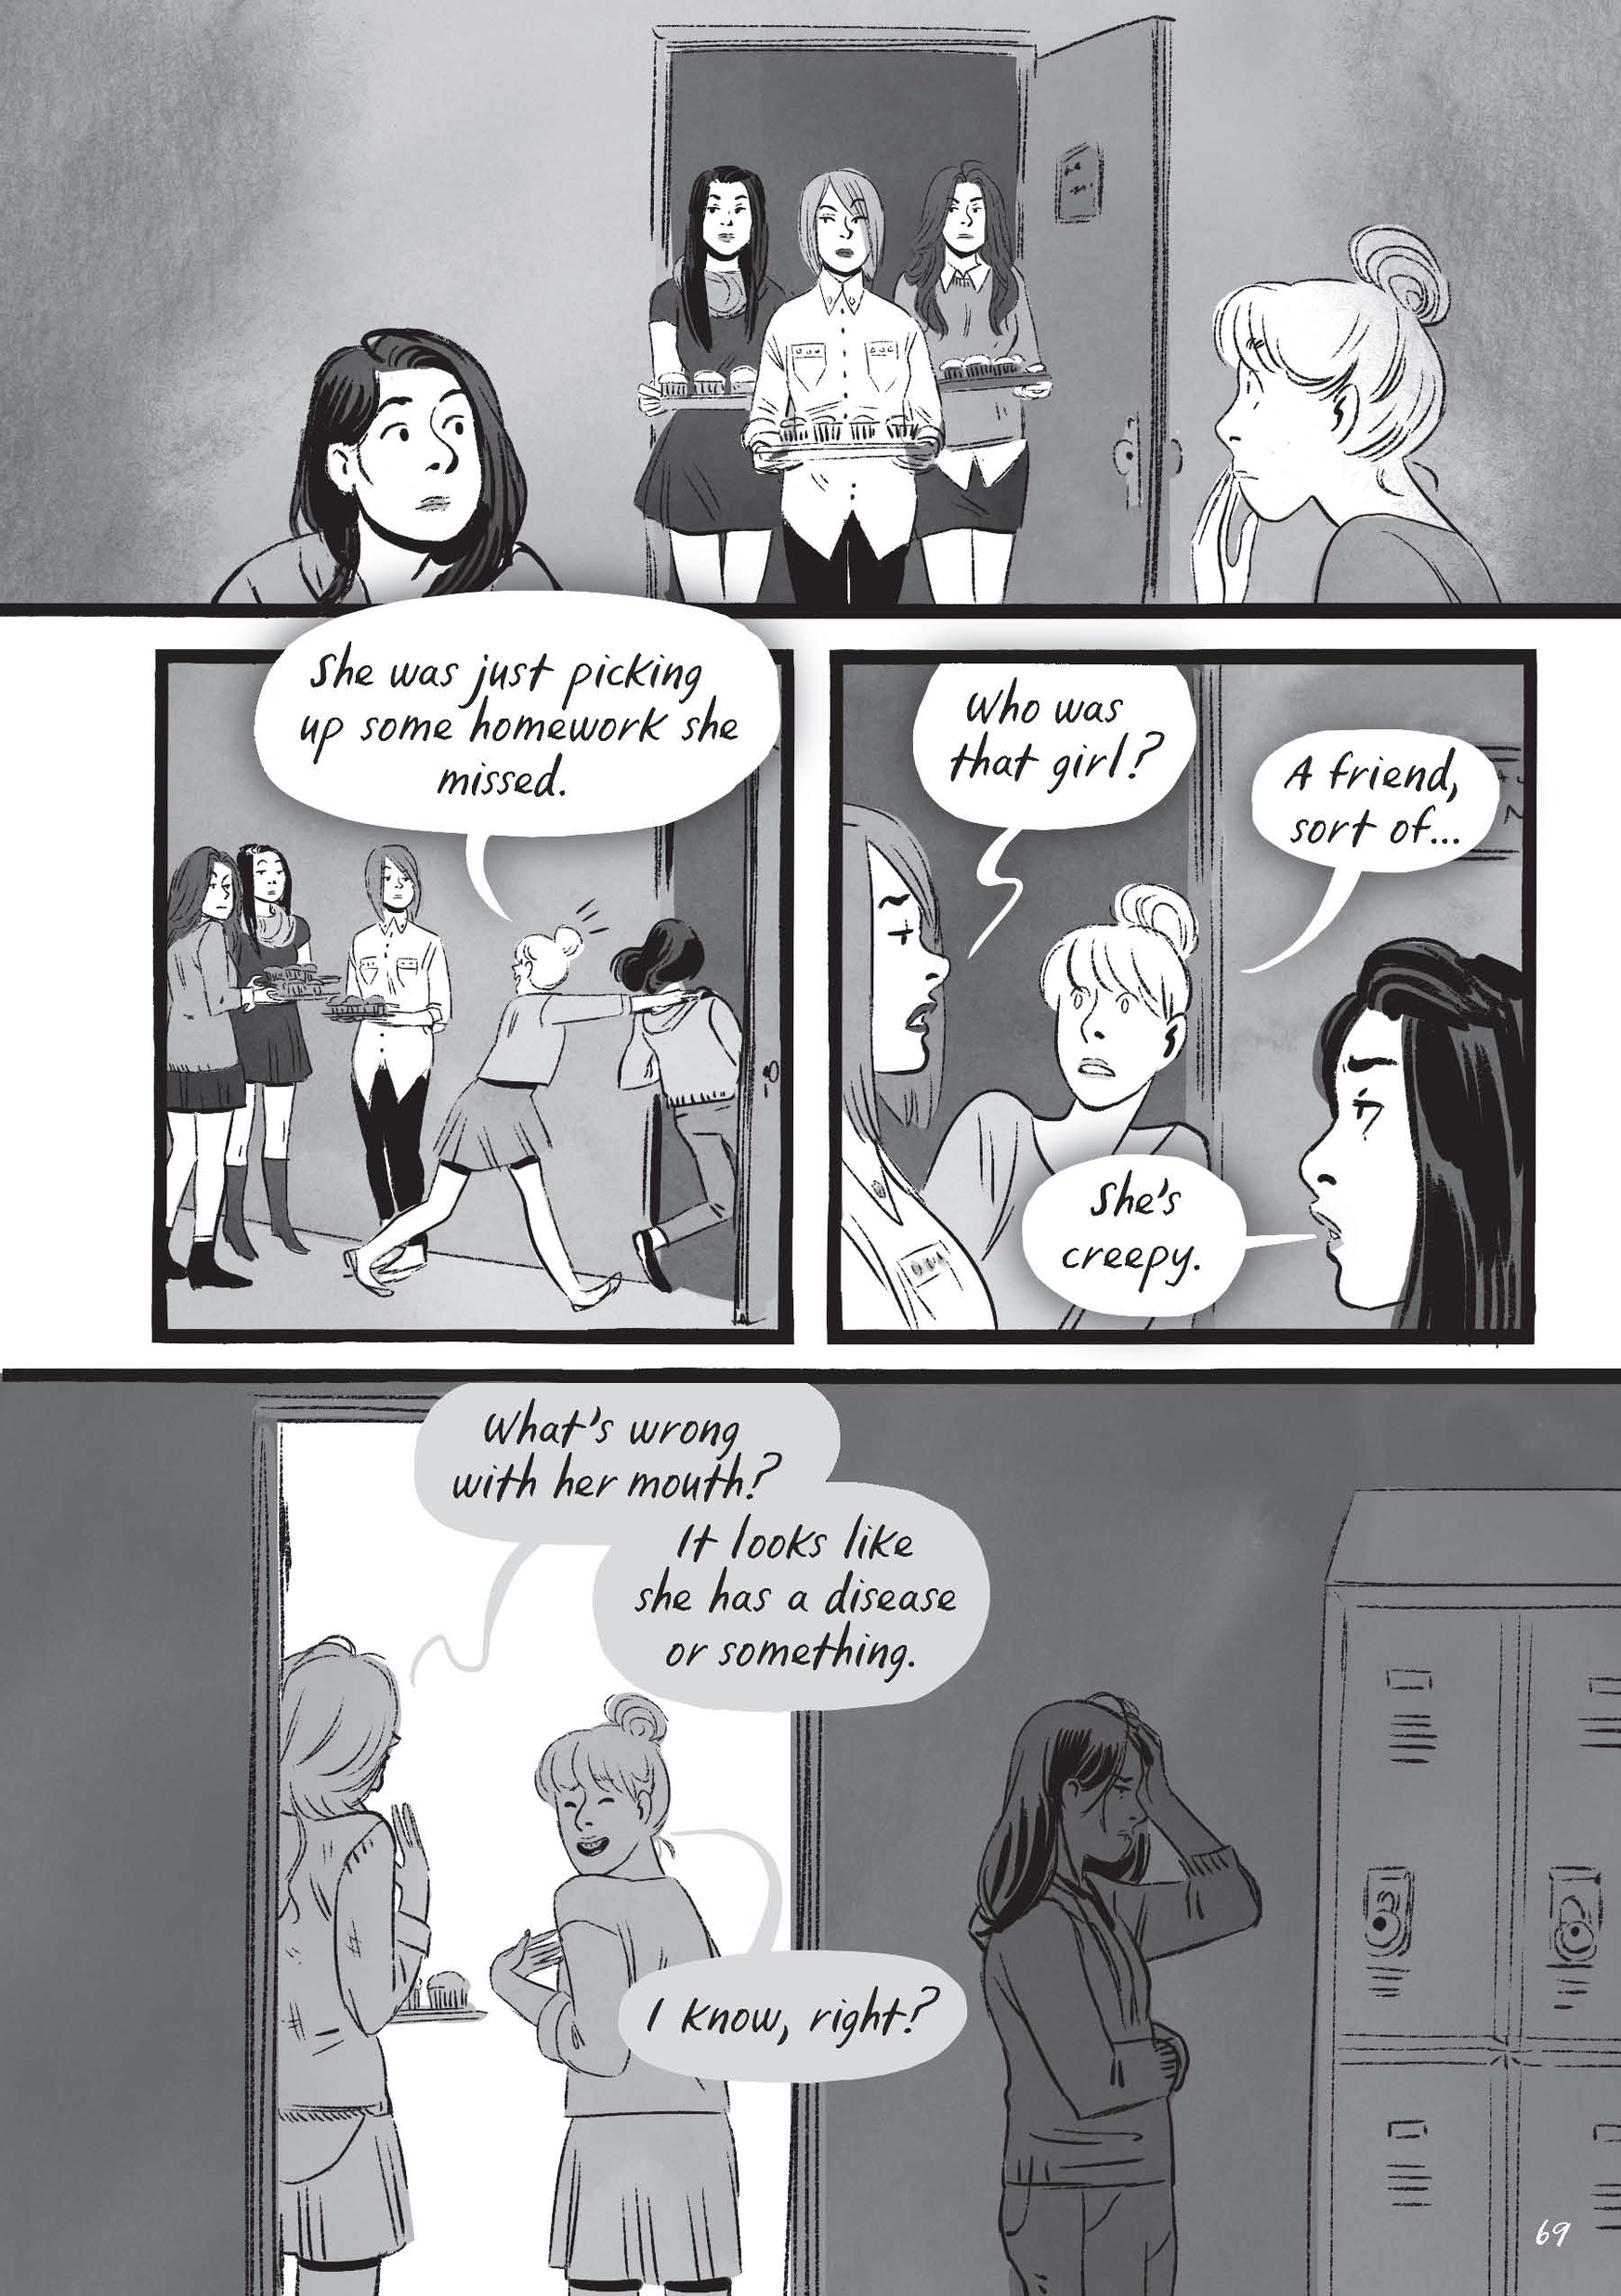 She was just picking
up some homework she
missed.
Who was
that girl?
A friend,
sort of...
She's
creepy.
What's wrong
with her mouth?
It looks like
she has a disease
or something.
I know, right?
69